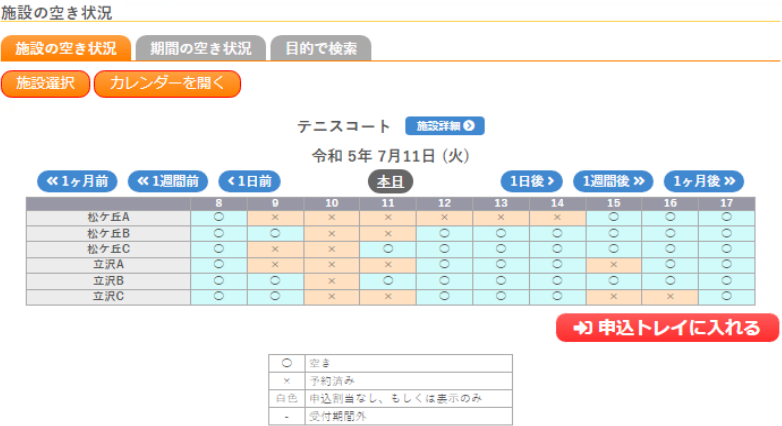 施設の空き状況
施設の空き状況 期間の空き状況 目的で検索
施設選択 カレンダーを開く
テニスコート 施設詳細
令和 5年 7月11日 (火)
1ヶ月前 1週間前 1日前 本日 1日後 1週間後 1ヶ月後
8 9 10 11 12 13 14 15 16 17
松ケ丘A ○ × × × × × × ○ ○ ○
松ケ丘B ○ ○ × × ○ ○ ○ ○ ○ ○
松ケ丘C ○ × × ○ ○ ○ ○ ○ ○ ○
立沢A ○ × × × ○ ○ ○ × ○ ○
立沢B ○ ○ × ○ ○ ○ ○ ○ ○ ○
立沢C ○ × × × ○ ○ ○ × × ○
申込トレイに入れる
○ 空き
× 予約済み
白色 申込割当なし、もしくは表示のみ
- 受付期間外